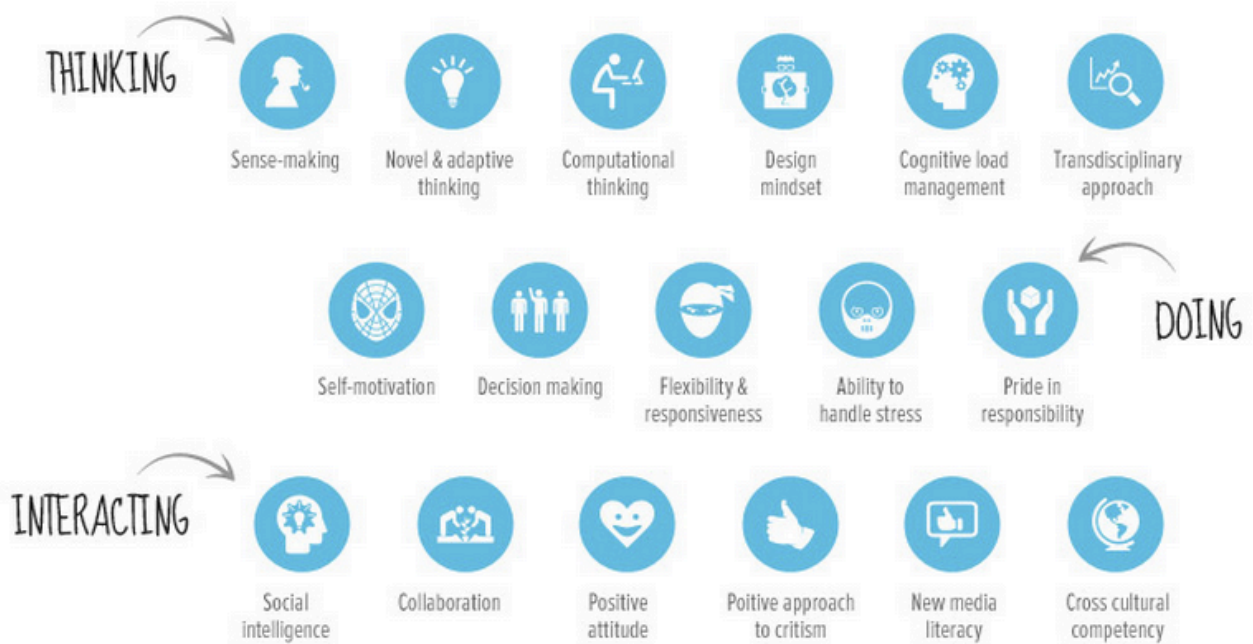 THINKING
Sense-making
Novel & adaptive
thinking
Computational
thinking
Design
mindset
Cognitive load
management
Transdisciplinary
approach
DOING
Self-motivation
Decision making
Flexibility &
responsiveness
Ability to
handle stress
Pride in
responsibility
INTERACTING
Social
intelligence
Collaboration
Positive
attitude
Poitive approach
to critism
New media
literacy
Cross cultural
competency